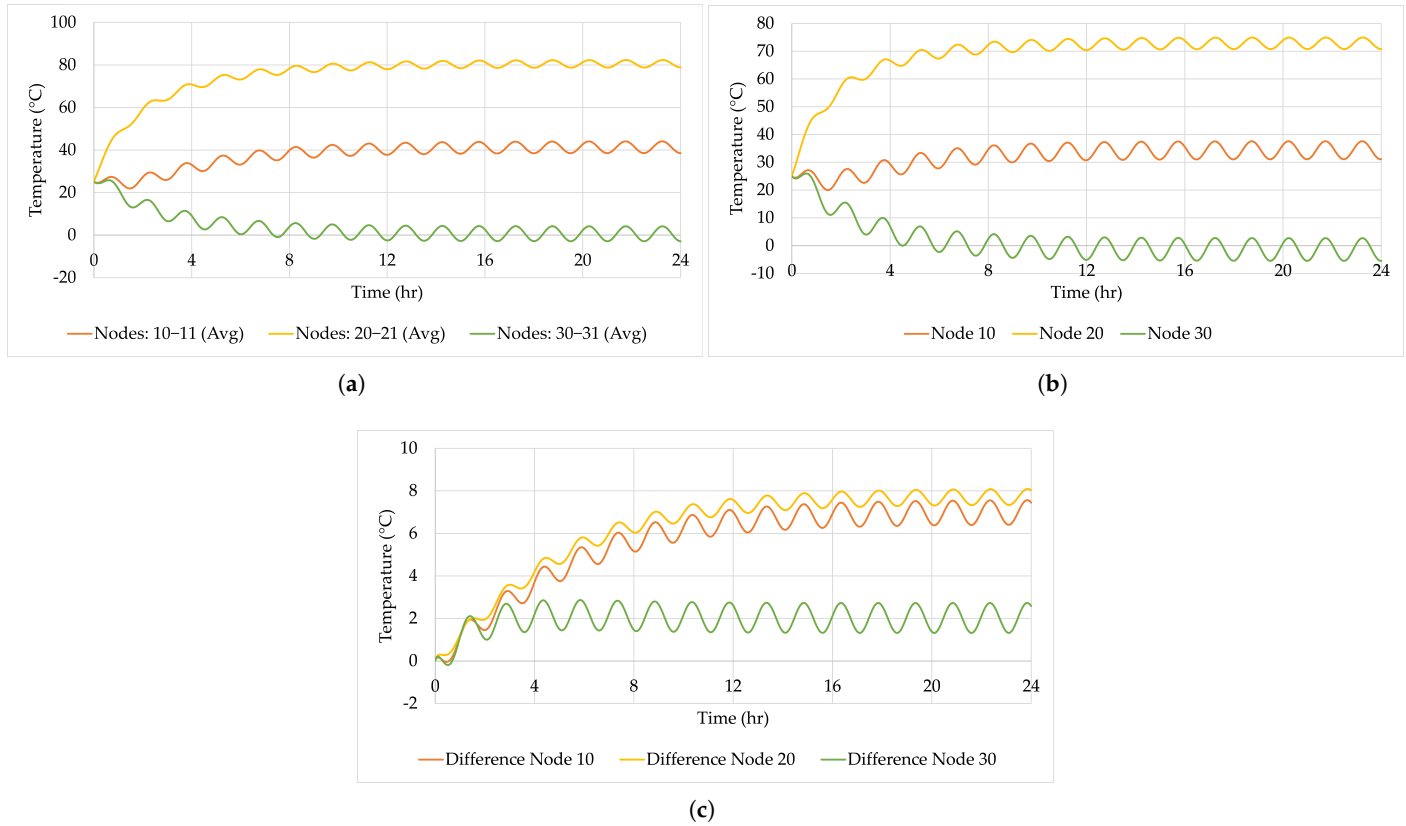 100
80
60
40
20
0
-20
0 4 8 12 16 20 24
Temperature (°C)
Time (hr)
Nodes: 10−11 (Avg) Nodes: 20−21 (Avg) Nodes: 30−31 (Avg)
(a)
80
70
60
50
40
30
20
10
0
-10
0 4 8 12 16 20 24
Temperature (°C)
Time (hr)
Node 10 Node 20 Node 30
(b)
10
8
6
4
2
0
-2
0 4 8 12 16 20 24
Temperature (°C)
Time (hr)
Difference Node 10 Difference Node 20 Difference Node 30
(c)